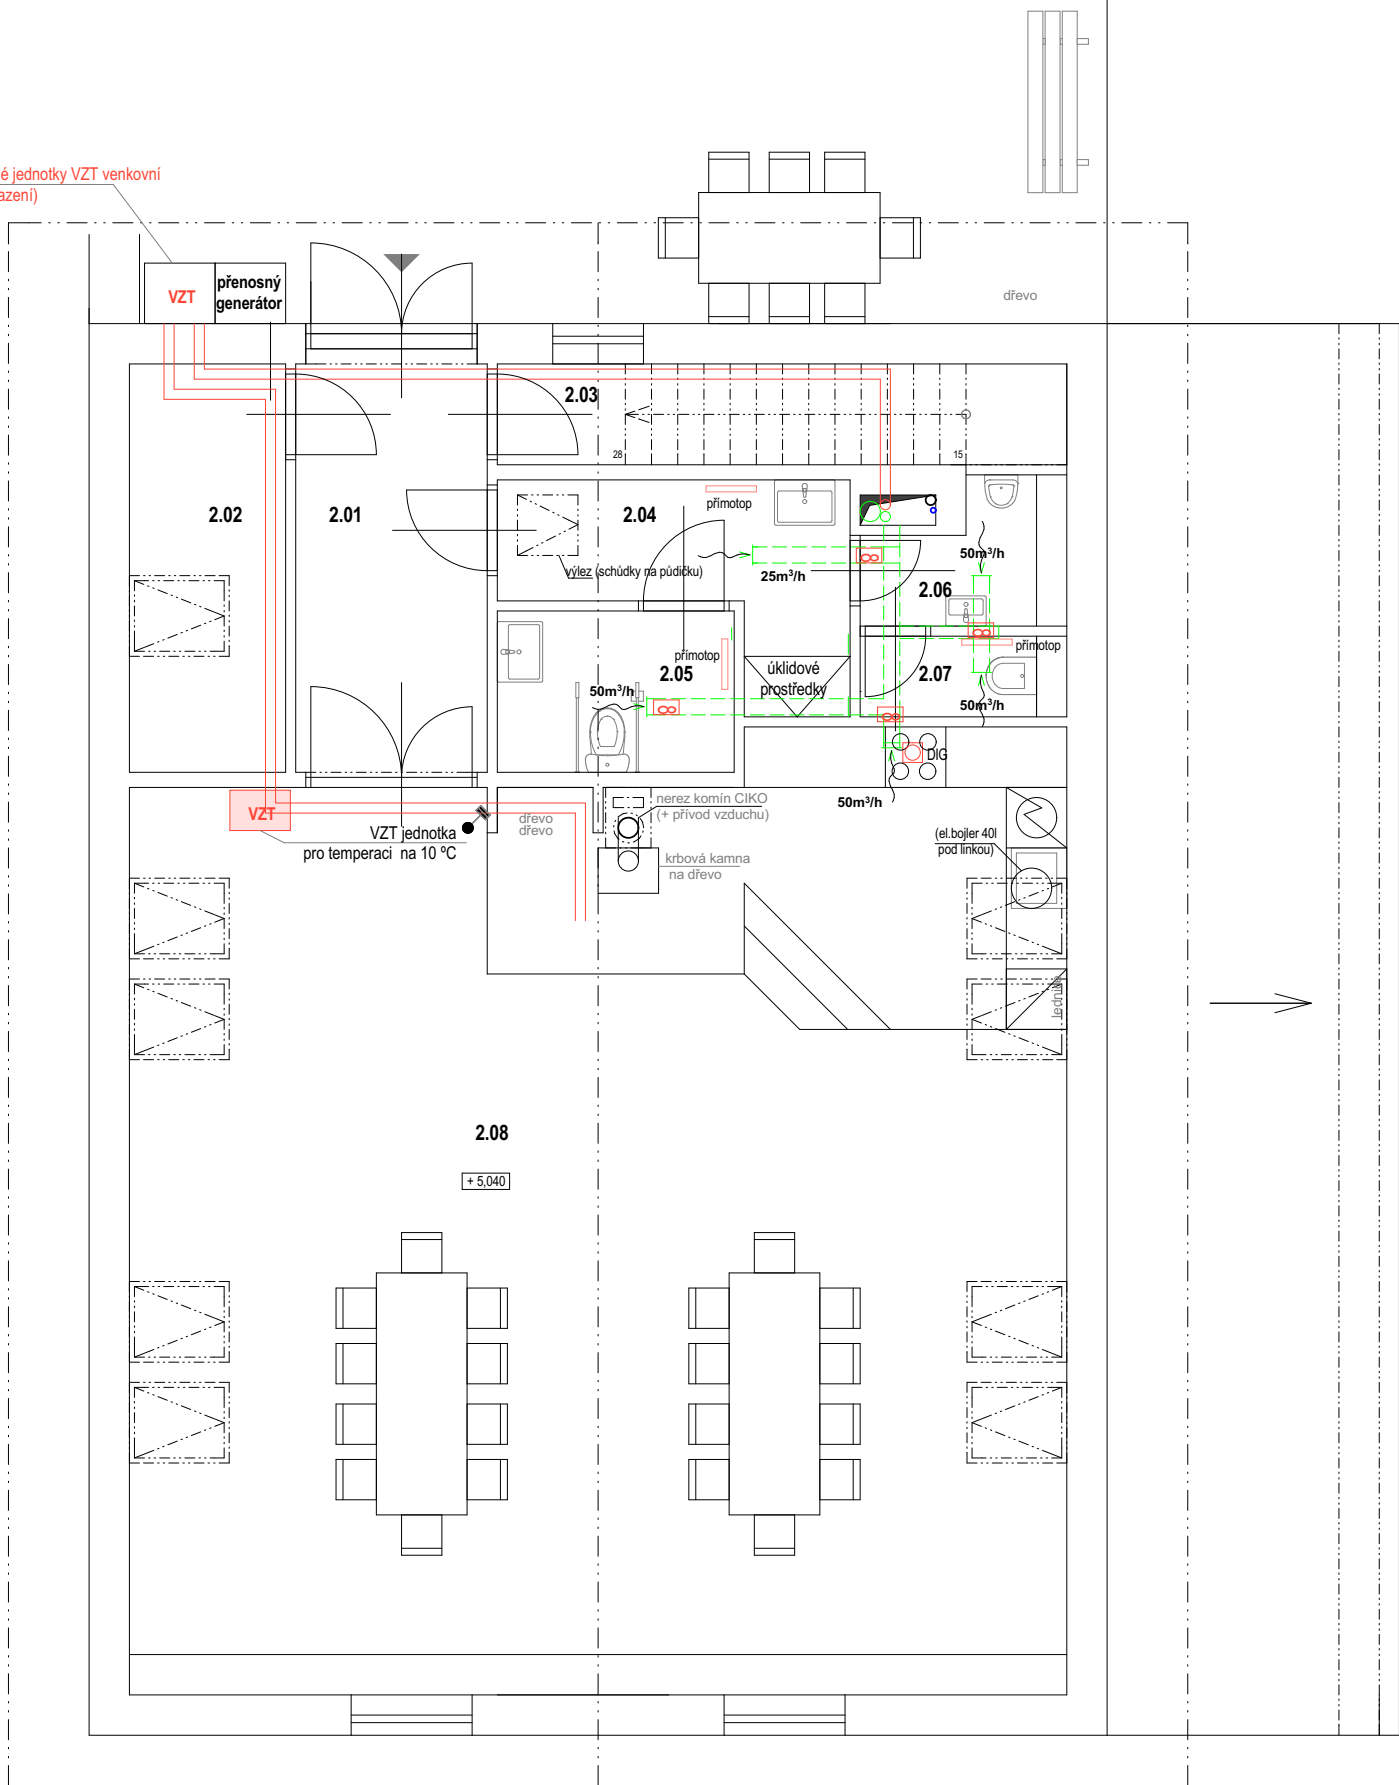 é jednotky VZT venkovní
azení)
VZT
přenosný
generátor
dřevo
2.03
28
15
2.02
2.01
2.04
přímotop
výlez (schůdky na půdičku)
25m³/h
50m³/h
2.06
přímotop
2.07
50m³/h
přímotop
2.05
50m³/h
úklidové
prostředky
DIG
50m³/h
VZT
VZT jednotka
pro temperaci na 10 ºC
dřevo
dřevo
nerez komín CIKO
(+ přívod vzduchu)
krbová kamna
na dřevo
(el.bojler 40l
pod linkou)
2.08
+ 5,040